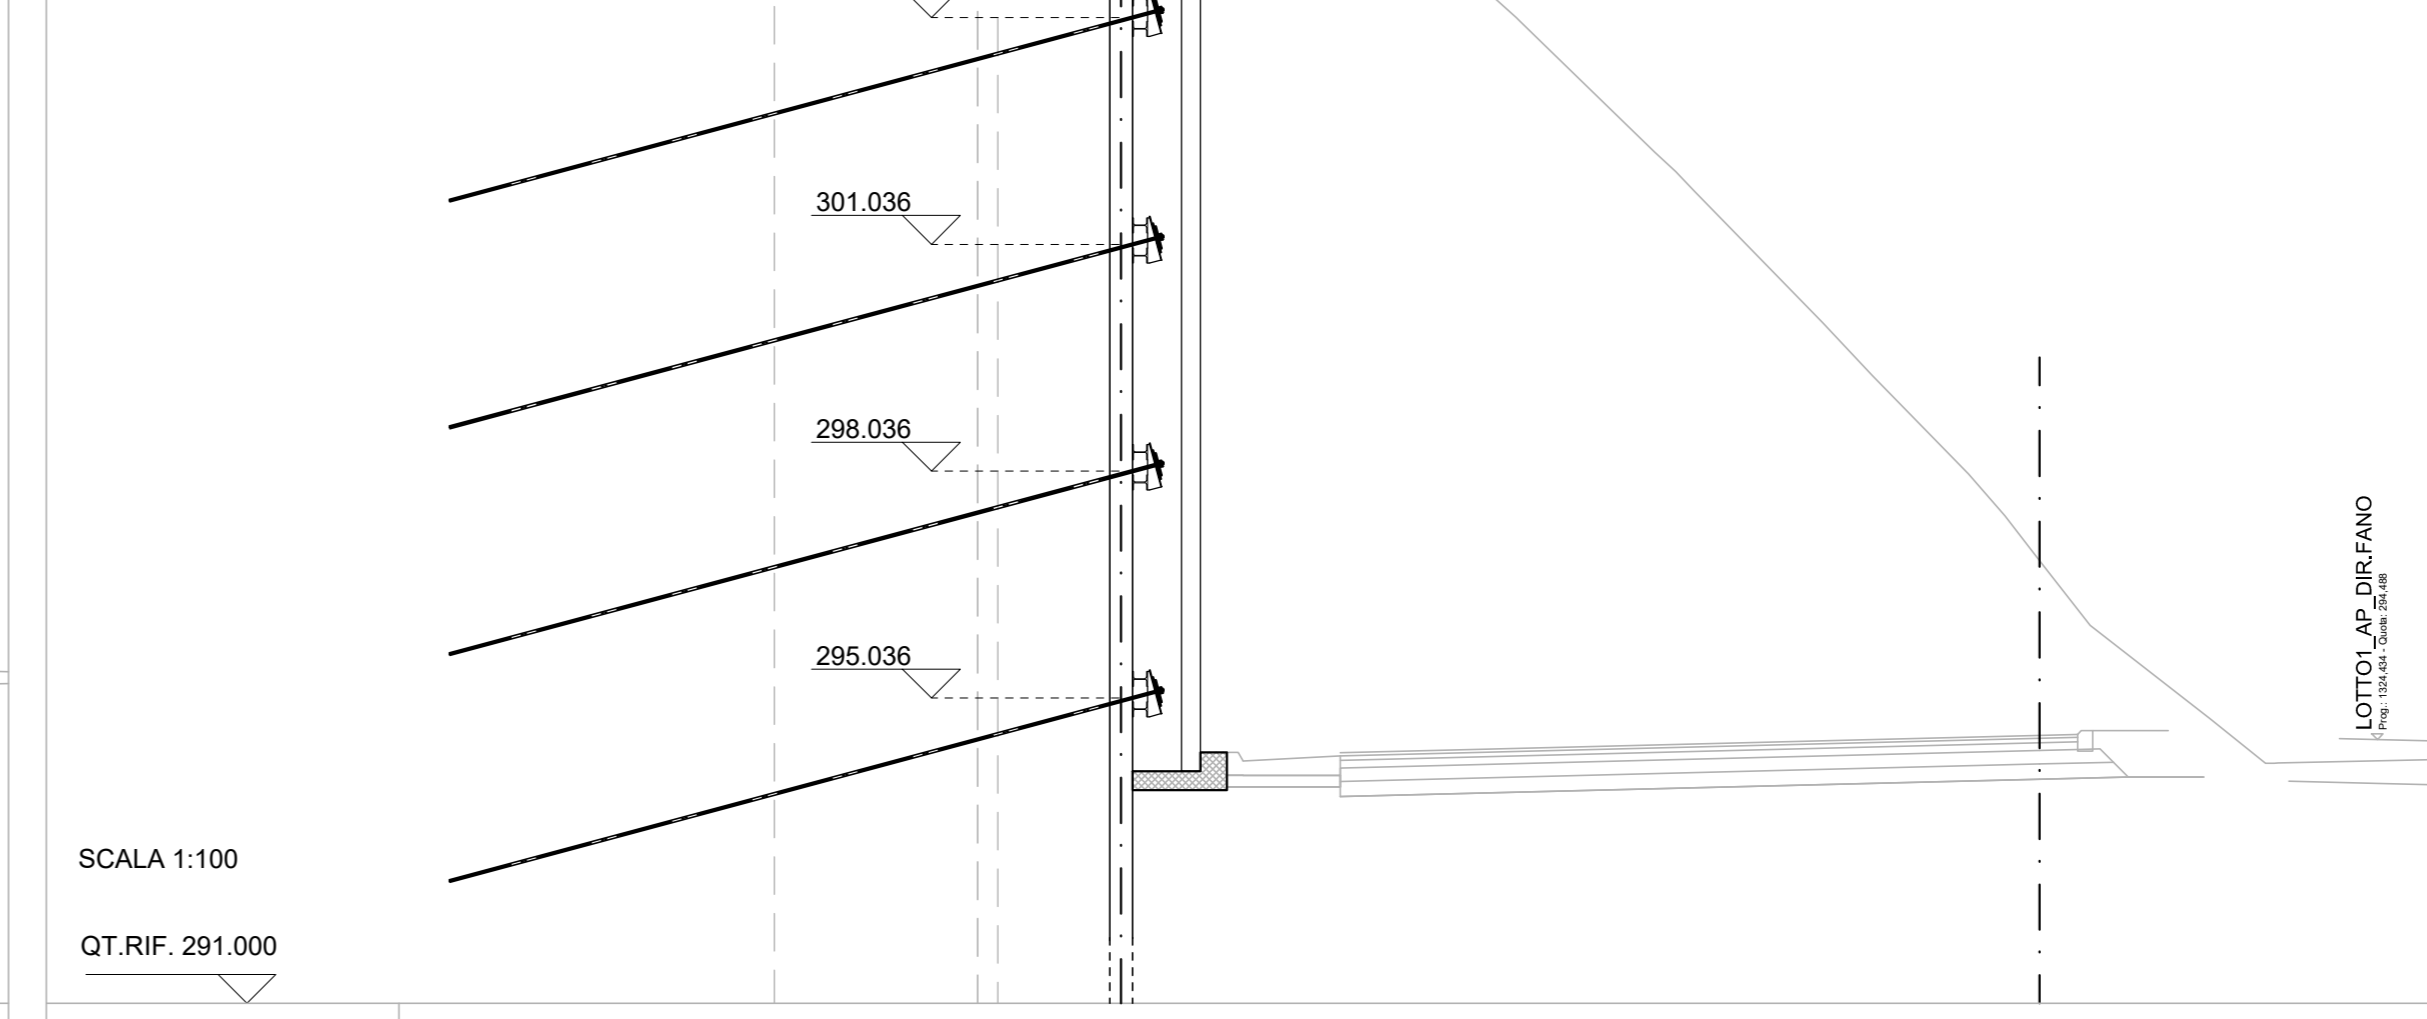 301.036
298.036
295.036
SCALA 1:100
QT.RIF. 291.000
LOTTO1_AP_DIR.FANO
Prog.: 1324,434 - Quota: 294,488